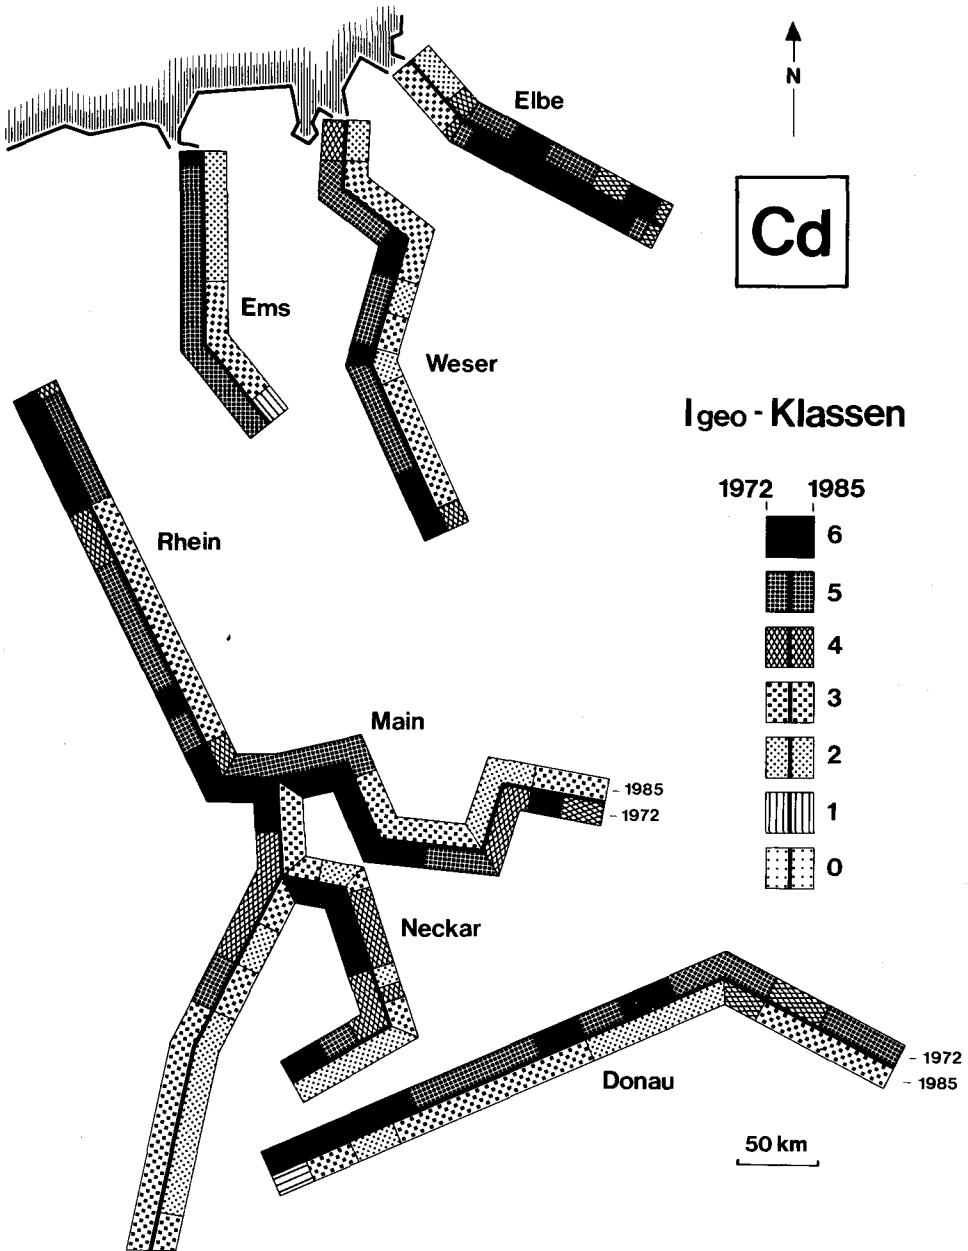 Elbe
N
Cd
Ems
Weser
Igeo - Klassen
1972 1985
6
Rhein
5
4
3
Main
2
1985
1972
1
0
Neckar
1972
Donau
1985
50 km